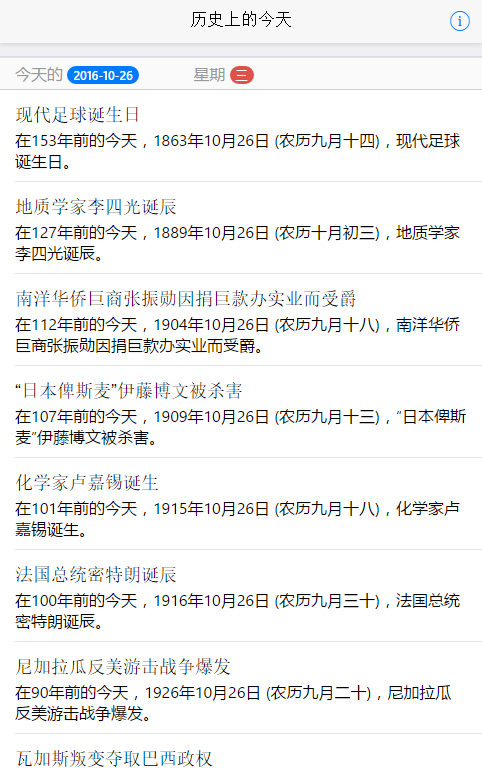 历史上的今天
今天的 2016-10-26 星期 三
现代足球诞生日
在153年前的今天，1863年10月26日 (农历九月十四)，现代足球
诞生日。
地质学家李四光诞辰
在127年前的今天，1889年10月26日 (农历十月初三)，地质学家
李四光诞辰。
南洋华侨巨商张振勋因捐巨款办实业而受爵
在112年前的今天，1904年10月26日 (农历九月十八)，南洋华侨
巨商张振勋因捐巨款办实业而受爵。
“日本俾斯麦”伊藤博文被杀害
在107年前的今天，1909年10月26日 (农历九月十三)，“日本俾斯
麦”伊藤博文被杀害。
化学家卢嘉锡诞生
在101年前的今天，1915年10月26日 (农历九月十八)，化学家卢
嘉锡诞生。
法国总统密特朗诞辰
在100年前的今天，1916年10月26日 (农历九月三十)，法国总统
密特朗诞辰。
尼加拉瓜反美游击战争爆发
在90年前的今天，1926年10月26日 (农历九月二十)，尼加拉瓜
反美游击战争爆发。
瓦加斯叛变夺取巴西政权